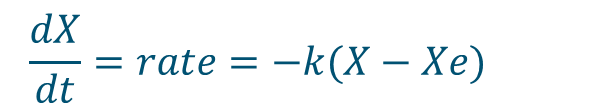 dX/dt = rate = −k(X − Xe)